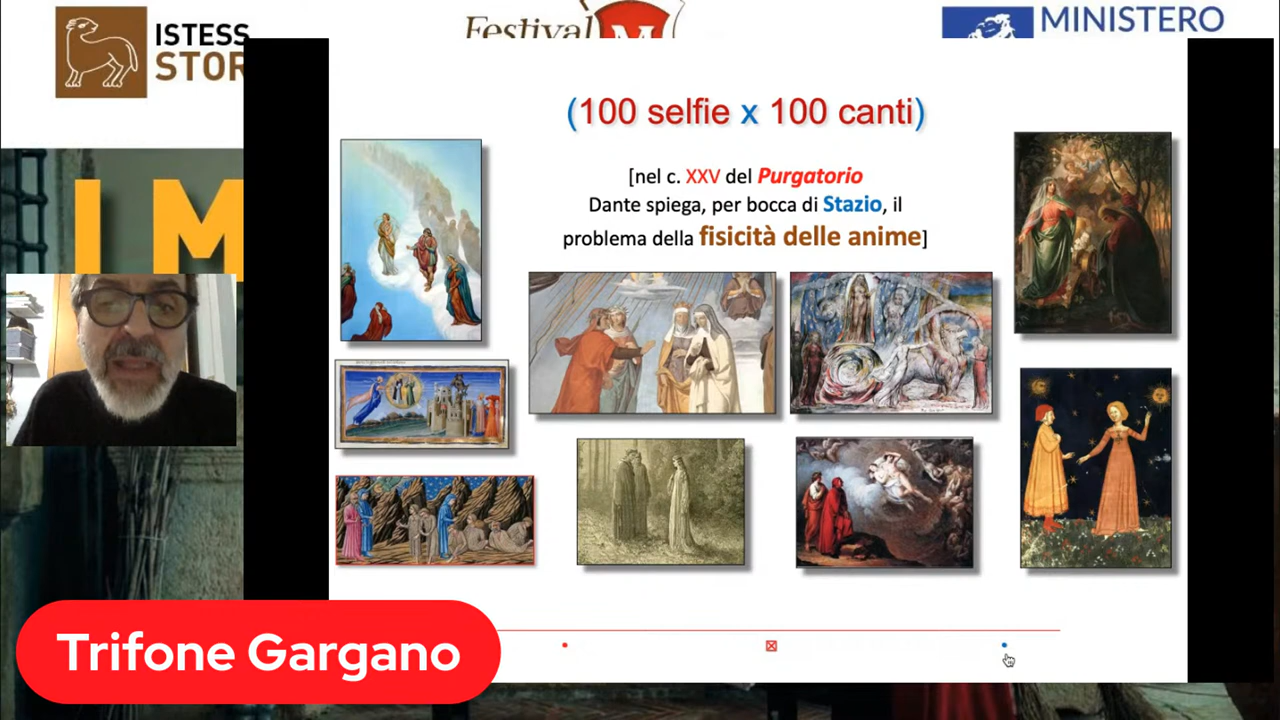 ISTESS
STOR
Festival
M
MINISTERO
I M
(100 selfie x 100 canti)
[nel c. XXV del Purgatorio
Dante spiega, per bocca di Stazio, il
problema della fisicità delle anime]
Trifone Gargano